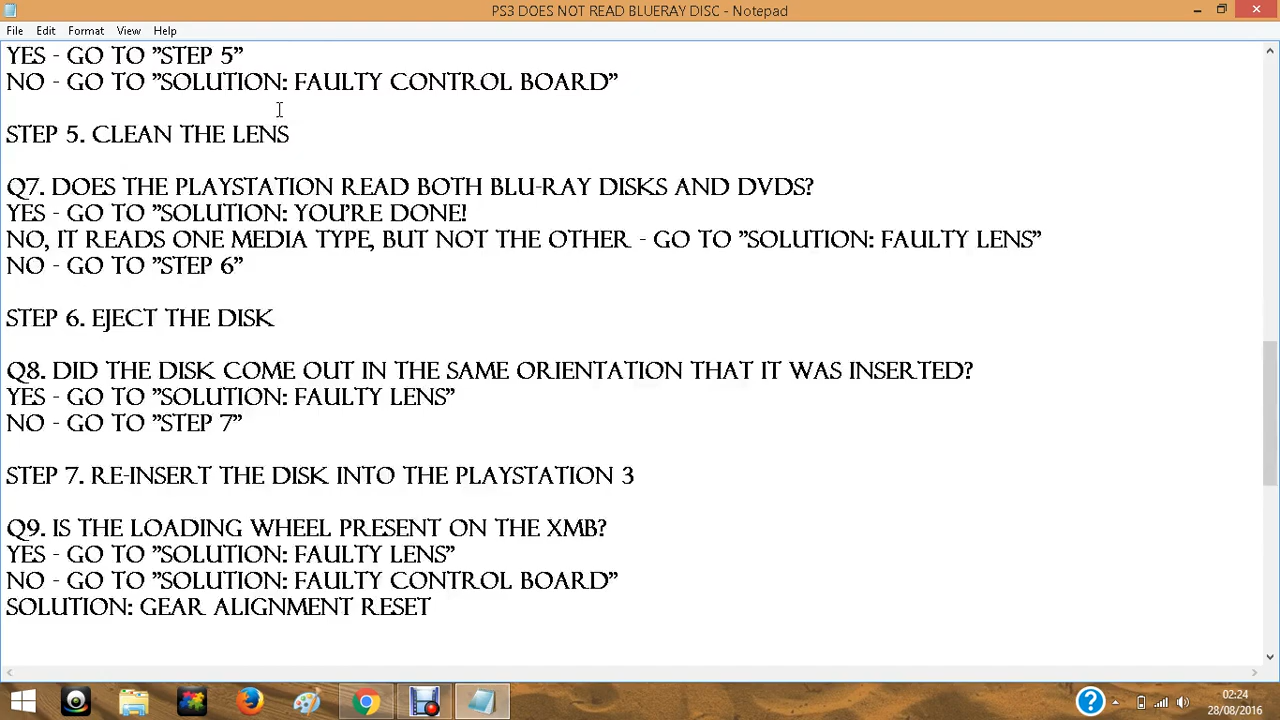 PS3 DOES NOT READ BLUERAY DISC - Notepad
File Edit Format View Help
YES - GO TO "STEP 5"
NO - GO TO "SOLUTION: FAULTY CONTROL BOARD"
STEP 5. CLEAN THE LENS
Q7. DOES THE PLAYSTATION READ BOTH BLU-RAY DISKS AND DVDS?
YES - GO TO "SOLUTION: YOU'RE DONE!
NO, IT READS ONE MEDIA TYPE, BUT NOT THE OTHER - GO TO "SOLUTION: FAULTY LENS"
NO - GO TO "STEP 6"
STEP 6. EJECT THE DISK
Q8. DID THE DISK COME OUT IN THE SAME ORIENTATION THAT IT WAS INSERTED?
YES - GO TO "SOLUTION: FAULTY LENS"
NO - GO TO "STEP 7"
STEP 7. RE-INSERT THE DISK INTO THE PLAYSTATION 3
Q9. IS THE LOADING WHEEL PRESENT ON THE XMB?
YES - GO TO "SOLUTION: FAULTY LENS"
NO - GO TO "SOLUTION: FAULTY CONTROL BOARD"
SOLUTION: GEAR ALIGNMENT RESET
02:24
28/08/2016